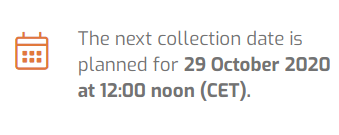 The next collection date is
planned for 29 October 2020
at 12:00 noon (CET).